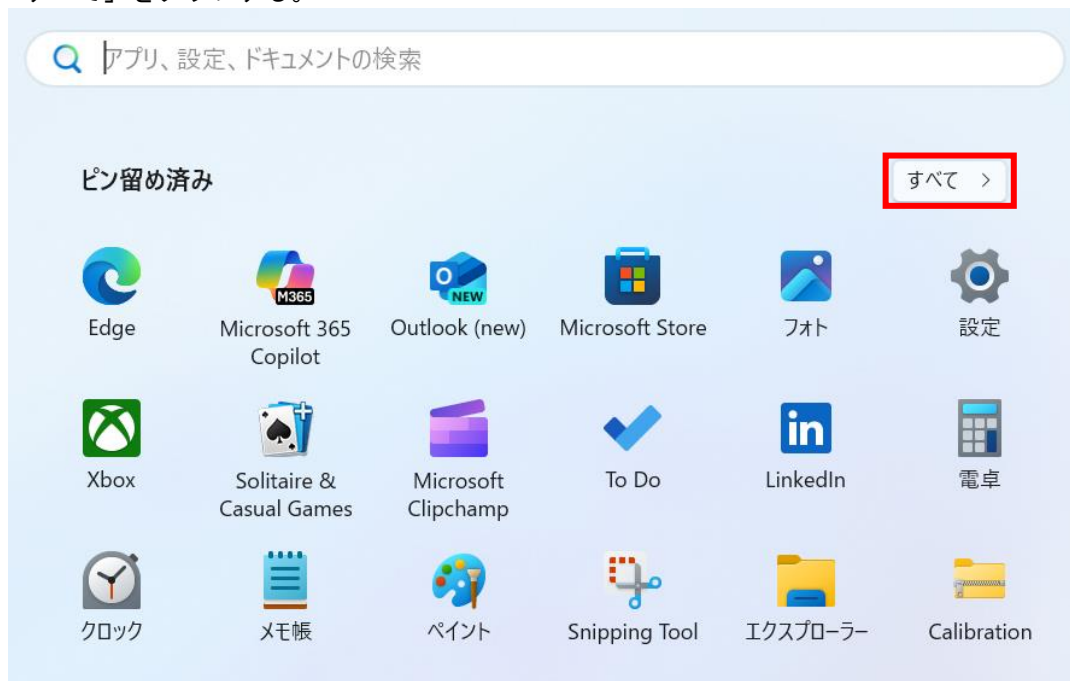 アプリ、設定、ドキュメントの検索
ピン留め済み
すべて >
M365
O
NEW
Edge
Microsoft 365
Copilot
Outlook (new)
Microsoft Store
フォト
設定
in
Xbox
Solitaire &
Casual Games
Microsoft
Clipchamp
To Do
LinkedIn
電卓
クロック
メモ帳
ペイント
Snipping Tool
エクスプローラー
Calibration